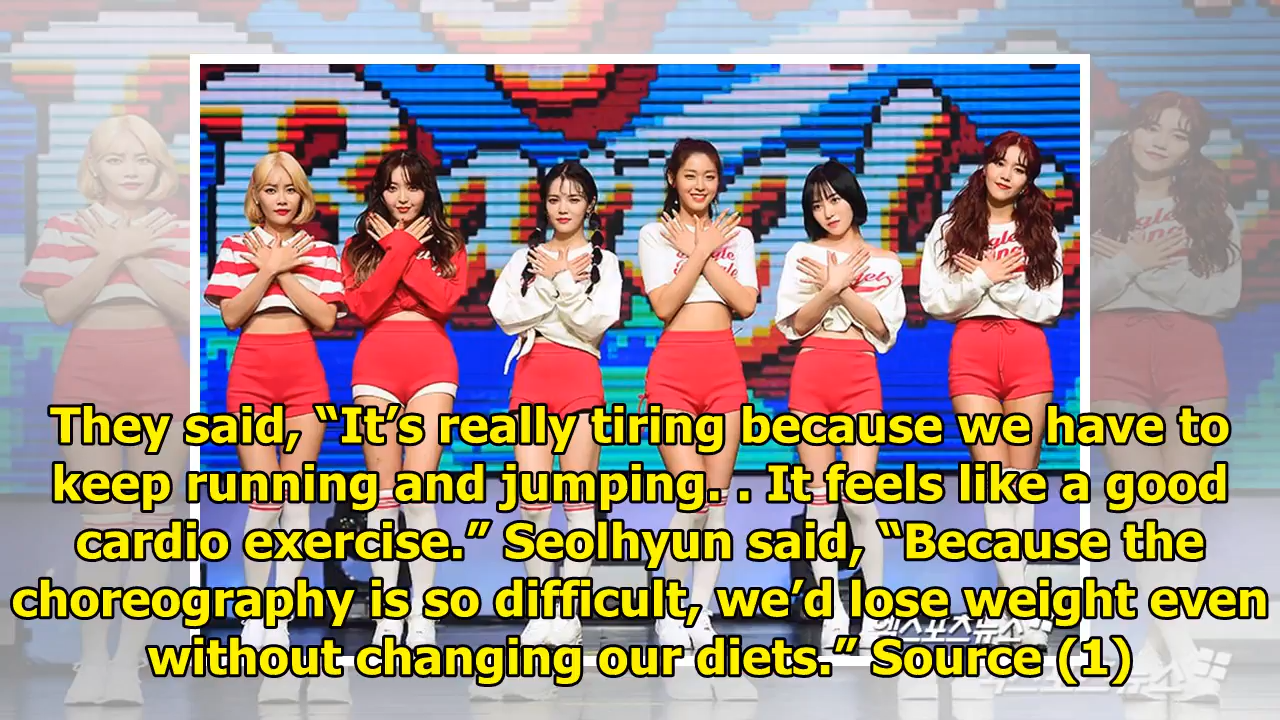 They said, “It’s really tiring because we have to
keep running and jumping. . It feels like a good
cardio exercise.” Seolhyun said, “Because the
choreography is so difficult, we’d lose weight even
without changing our diets.” Source (1)